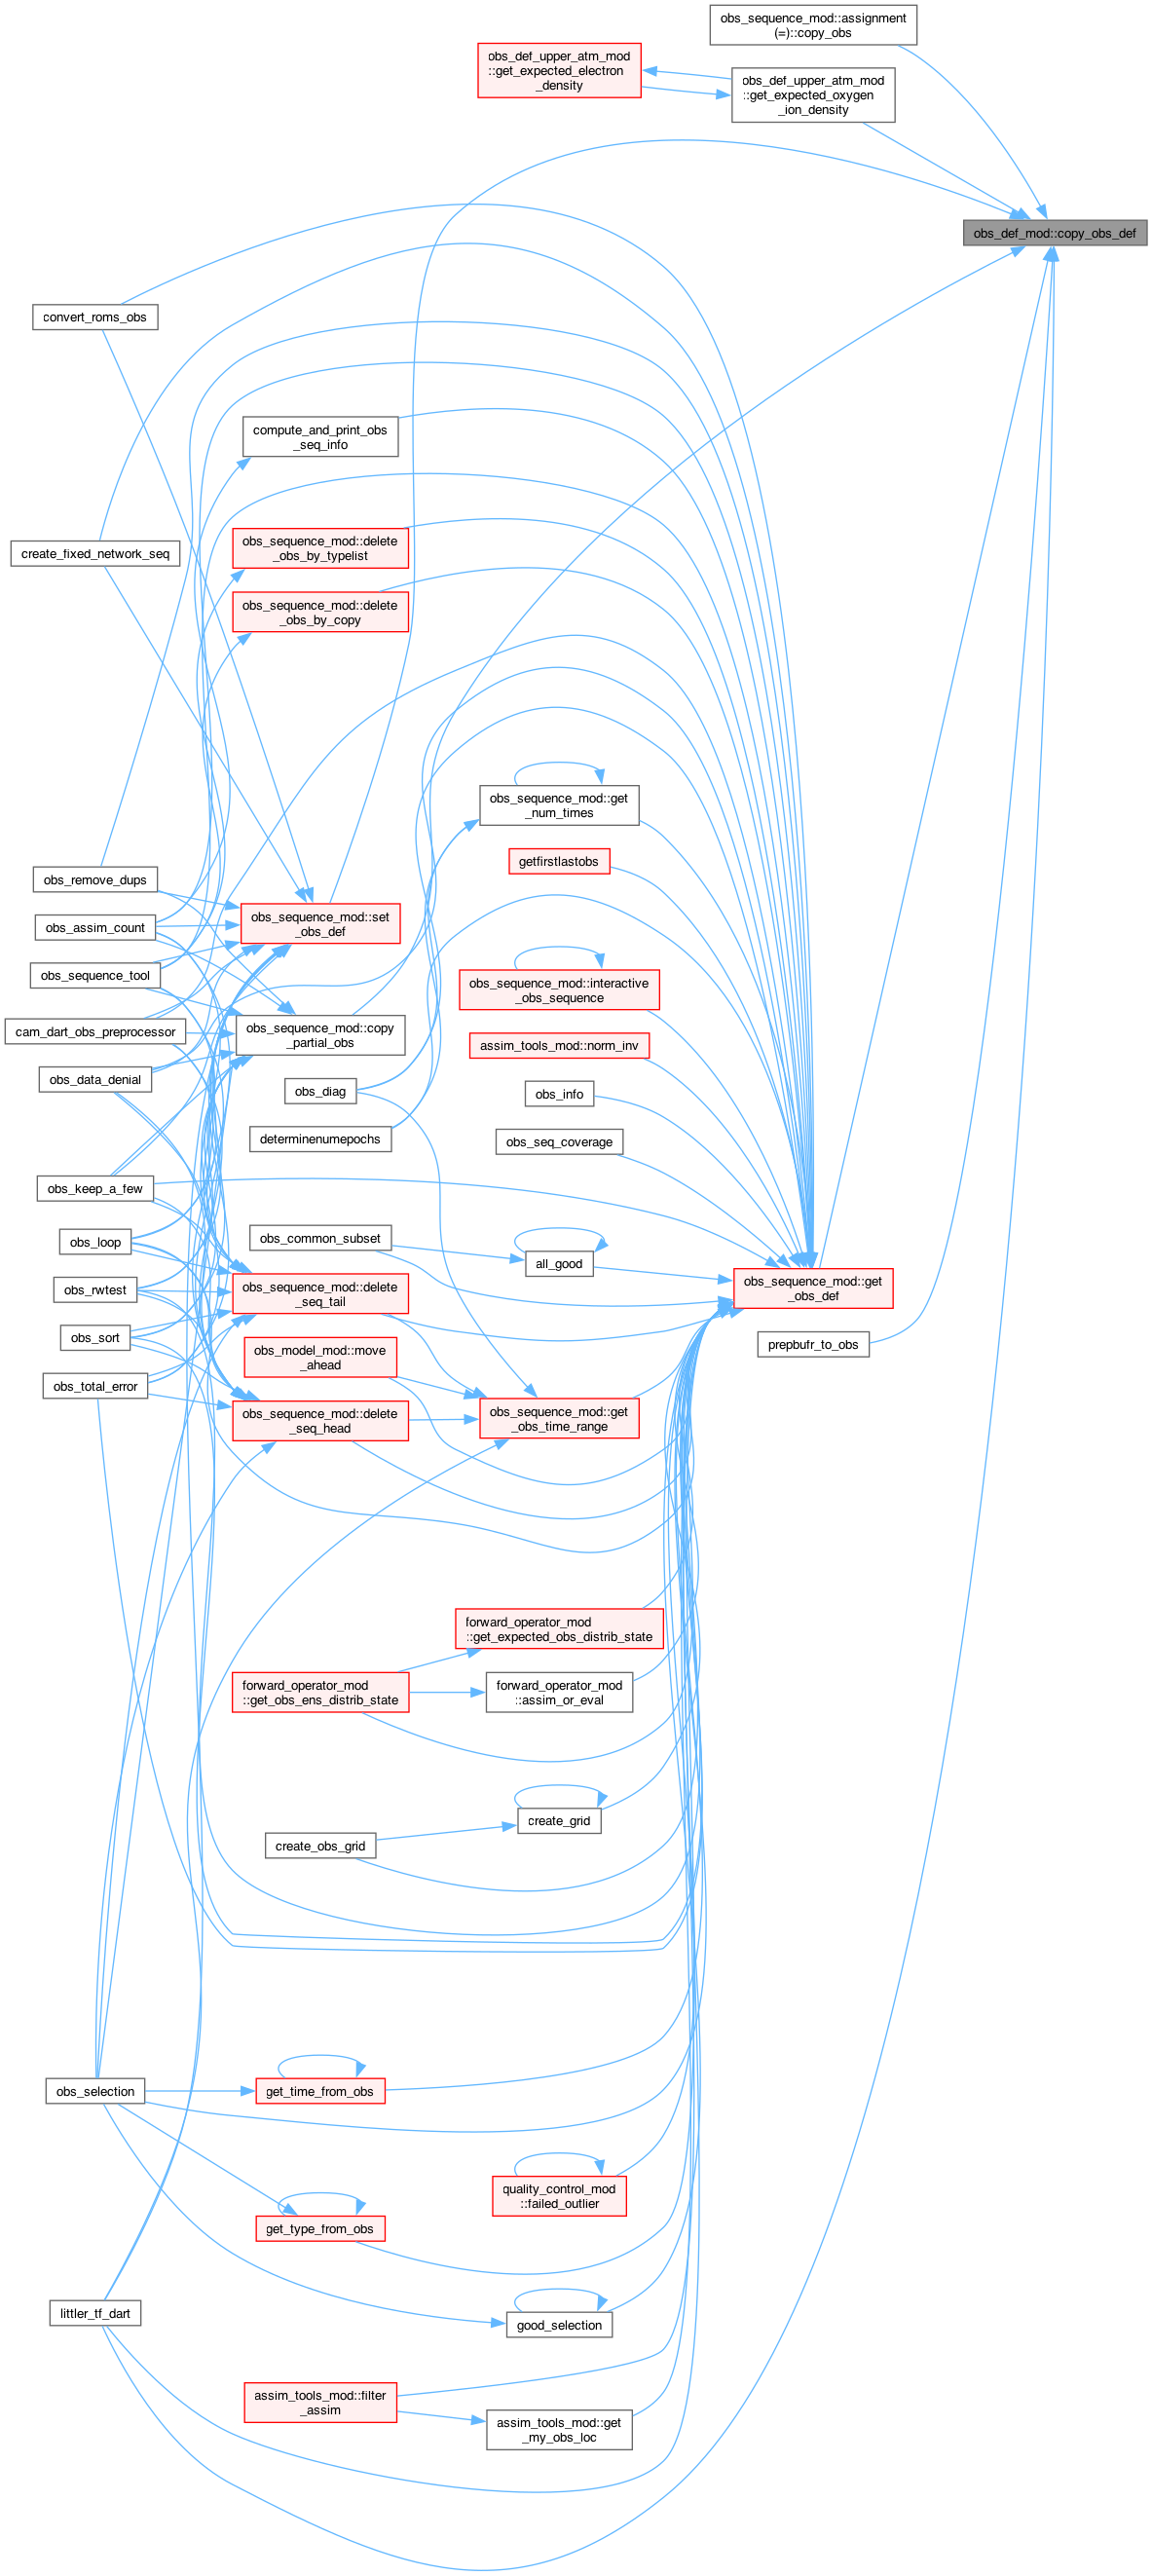 obs_sequence_mod::assignment
(=)::copy_obs
obs_def_upper_atm_mod
::get_expected_electron
_density
obs_def_upper_atm_mod
::get_expected_oxygen
_ion_density
obs_def_mod::copy_obs_def
convert_roms_obs
compute_and_print_obs
_seq_info
create_fixed_network_seq
obs_sequence_mod::delete
_obs_by_typelist
obs_sequence_mod::delete
_obs_by_copy
obs_sequence_mod::get
_num_times
getfirstlastobs
obs_remove_dups
obs_sequence_mod::set
_obs_def
obs_assim_count
obs_sequence_tool
obs_sequence_mod::interactive
_obs_sequence
cam_dart_obs_preprocessor
obs_sequence_mod::copy
_partial_obs
assim_tools_mod::norm_inv
obs_data_denial
obs_diag
obs_info
determinenumepochs
obs_seq_coverage
obs_keep_a_few
obs_loop
obs_common_subset
all_good
obs_rwtest
obs_sequence_mod::delete
_seq_tail
obs_sequence_mod::get
_obs_def
obs_sort
obs_model_mod::move
_ahead
prepbufr_to_obs
obs_total_error
obs_sequence_mod::delete
_seq_head
obs_sequence_mod::get
_obs_time_range
forward_operator_mod
::get_expected_obs_distrib_state
forward_operator_mod
::get_obs_ens_distrib_state
forward_operator_mod
::assim_or_eval
create_grid
create_obs_grid
obs_selection
get_time_from_obs
quality_control_mod
::failed_outlier
get_type_from_obs
littler_tf_dart
good_selection
assim_tools_mod::filter
_assim
assim_tools_mod::get
_my_obs_loc